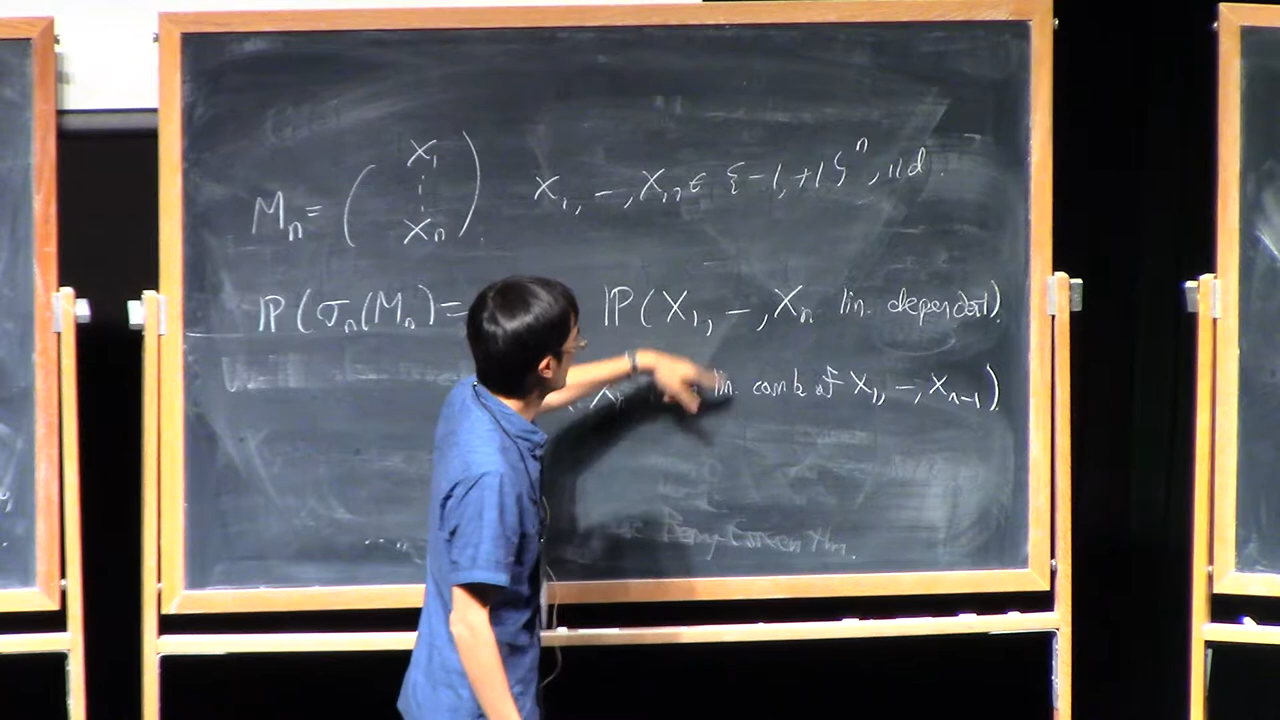 Mₙ = ( X₁ ⋮ Xₙ ) X₁, –, Xₙ ∈ {-1, +1}ⁿ, iid.
ℙ(σₙ(Mₙ) = ℙ(X₁, –, Xₙ lin. dependent).
lin. comb of X₁, –, Xₙ₋₁)
Berry-Esseen thm.